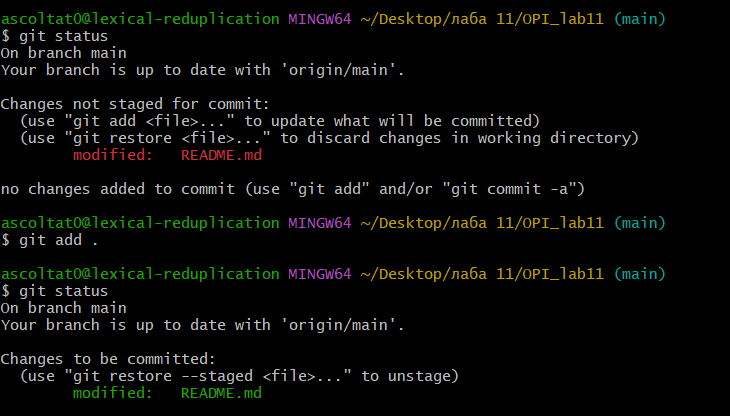 ascoltat0@lexical-reduplication MINGW64 ~/Desktop/лаба 11/OPI_lab11 (main)
$ git status
On branch main
Your branch is up to date with 'origin/main'.
Changes not staged for commit:
(use "git add <file>..." to update what will be committed)
(use "git restore <file>..." to discard changes in working directory)
modified: README.md
no changes added to commit (use "git add" and/or "git commit -a")
ascoltat0@lexical-reduplication MINGW64 ~/Desktop/лаба 11/OPI_lab11 (main)
$ git add .
ascoltat0@lexical-reduplication MINGW64 ~/Desktop/лаба 11/OPI_lab11 (main)
$ git status
On branch main
Your branch is up to date with 'origin/main'.
Changes to be committed:
(use "git restore --staged <file>..." to unstage)
modified: README.md